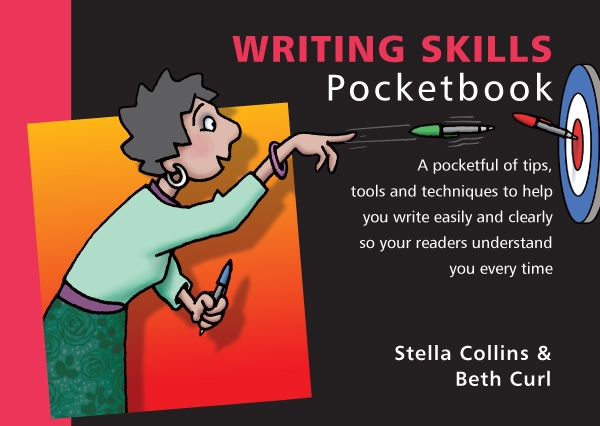 WRITING SKILLS
Pocketbook
A pocketful of tips,
tools and techniques to help
you write easily and clearly
so your readers understand
you every time
Stella Collins &
Beth Curl